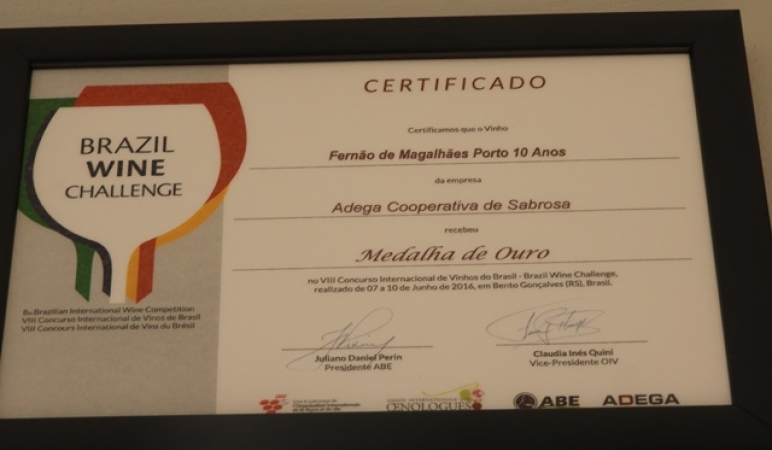 CERTIFICADO
Certificamos que o Vinho
Fernão de Magalhães Porto 10 Anos
da empresa
Adega Cooperativa de Sabrosa
recebeu
Medalha de Ouro
no VIII Concurso Internacional de Vinhos do Brasil - Brazil Wine Challenge,
realizado de 07 a 10 de Junho de 2016, em Bento Gonçalves (RS), Brasil.
BRAZIL
WINE
CHALLENGE
Brazilian International Wine Competition
VIII Concurso Internacional de Vinos de Brasil
VIII Concours International de Vins du Brésil
Juliano Daniel Perin
Presidente ABE
Claudia Inés Quini
Vice-Presidente OIV
ŒNOLOGUES
ABE
ADEGA